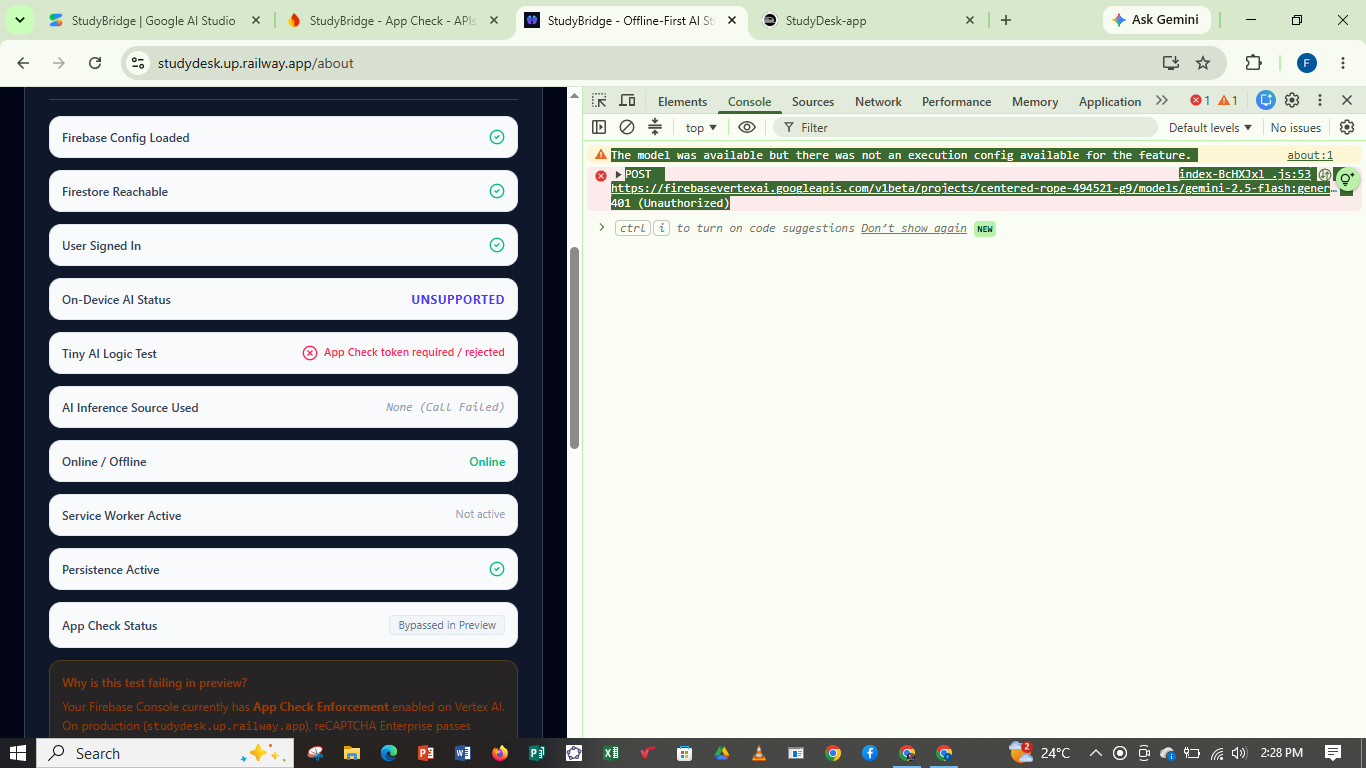 StudyBridge | Google AI Studio
StudyBridge - App Check - APIs
StudyBridge - Offline-First AI St
StudyDesk-app
Ask Gemini
studydesk.up.railway.app/about
F
Elements
Console
Sources
Network
Performance
Memory
Application
1
1
top
Filter
Default levels
No issues
Firebase Config Loaded
Firestore Reachable
User Signed In
On-Device AI Status
UNSUPPORTED
Tiny AI Logic Test
App Check token required / rejected
AI Inference Source Used
None (Call Failed)
Online / Offline
Online
Service Worker Active
Not active
Persistence Active
App Check Status
Bypassed in Preview
Why is this test failing in preview?
Your Firebase Console currently has App Check Enforcement enabled on Vertex AI.
On production (studydesk.up.railway.app), reCAPTCHA Enterprise passes
The model was available but there was not an execution config available for the feature.
about:1
POST
index-BcHXJxl_.js:53
https://firebasevertexai.googleapis.com/v1beta/projects/centered-rope-494521-g9/models/gemini-2.5-flash:gener…
401 (Unauthorized)
ctrl i to turn on code suggestions Don't show again NEW
Search
2
24°C
2:28 PM